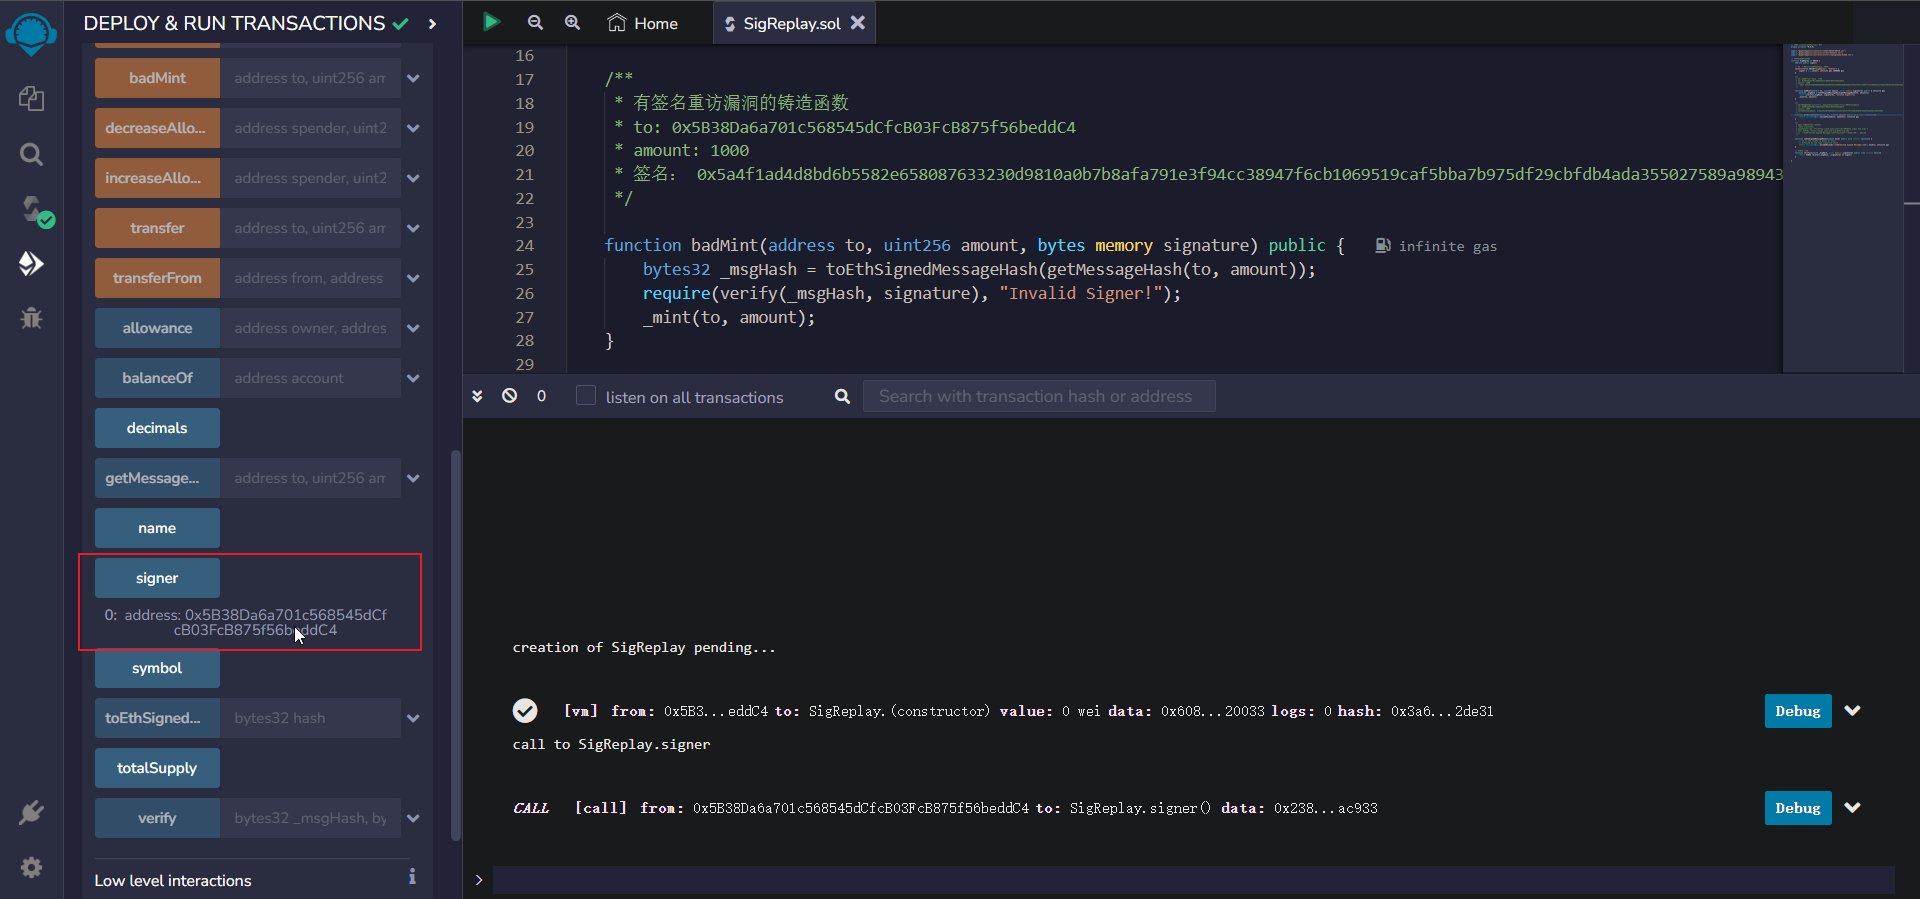 DEPLOY & RUN TRANSACTIONS
badMint address to, uint256 am
decreaseAllo... address spender, uint2
increaseAllo... address spender, uint2
transfer address to, uint256 am
transferFrom address from, address
allowance address owner, addres
balanceOf address account
decimals
getMessage... address to, uint256 am
name
signer
0: address: 0x5B38Da6a701c568545dCf
cB03FcB875f56beddC4
symbol
toEthSigned... bytes32 hash
totalSupply
verify bytes32 _msgHash, by
Low level interactions
Home
SigReplay.sol
16
17 /**
18 * 有签名重访漏洞的铸造函数
19 * to: 0x5B38Da6a701c568545dCfcB03FcB875f56beddC4
20 * amount: 1000
21 * 签名： 0x5a4f1ad4d8bd6b5582e658087633230d9810a0b7b8afa791e3f94cc38947f6cb1069519caf5bba7b975df29cbfdb4ada355027589a98943
22 */
23
24 function badMint(address to, uint256 amount, bytes memory signature) public { infinite gas
25 bytes32 _msgHash = toEthSignedMessageHash(getMessageHash(to, amount));
26 require(verify(_msgHash, signature), "Invalid Signer!");
27 _mint(to, amount);
28 }
29
0 listen on all transactions Search with transaction hash or address
creation of SigReplay pending...
[vm] from: 0x5B3...eddC4 to: SigReplay.(constructor) value: 0 wei data: 0x608...20033 logs: 0 hash: 0x3a6...2de31 Debug
call to SigReplay.signer
CALL [call] from: 0x5B38Da6a701c568545dCfcB03FcB875f56beddC4 to: SigReplay.signer() data: 0x238...ac933 Debug
>